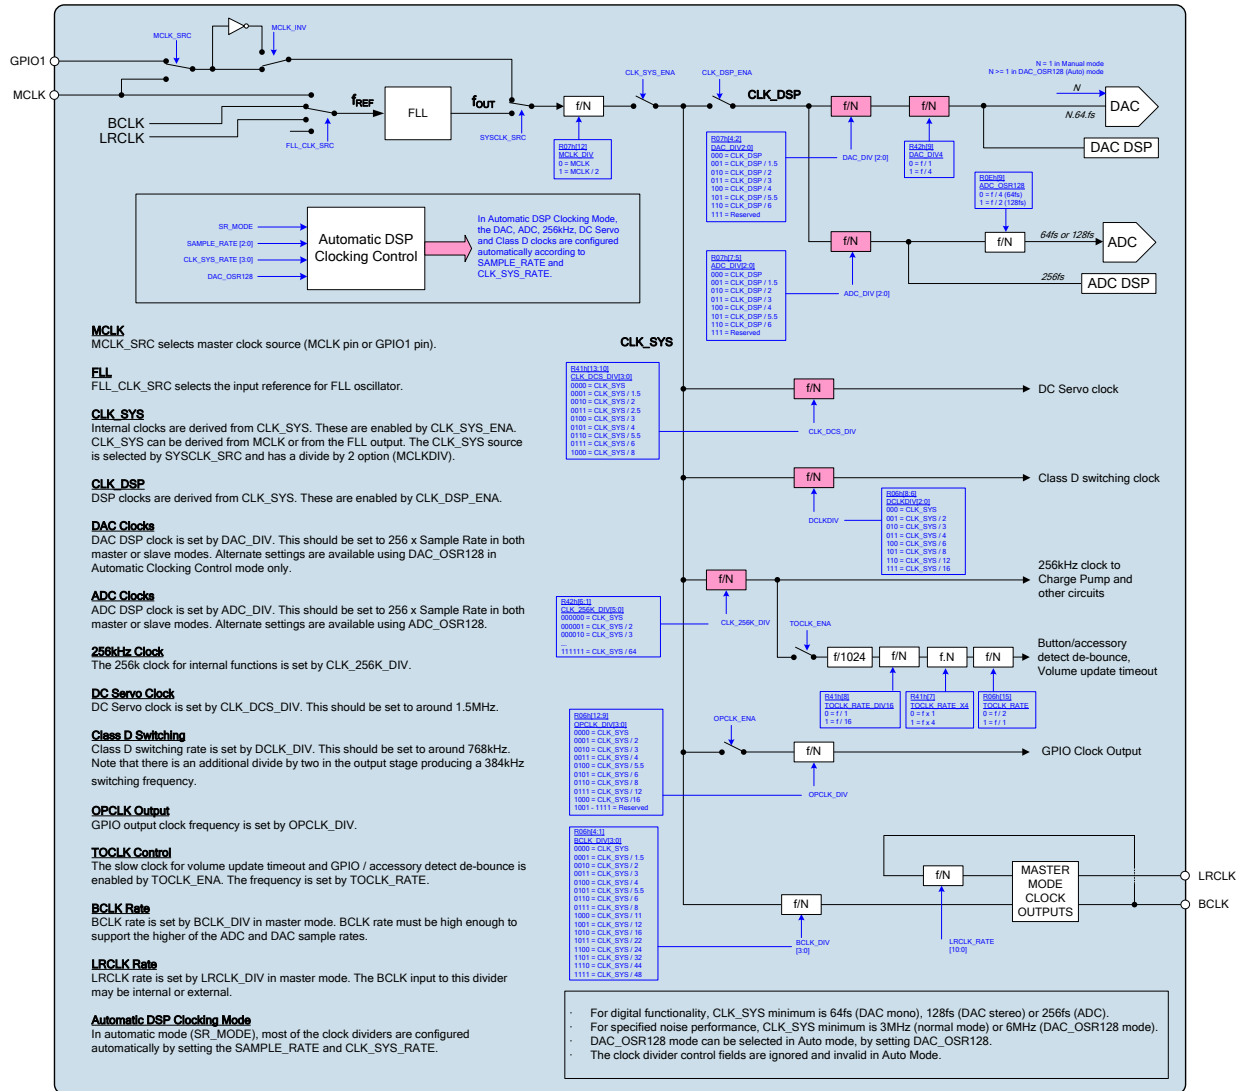 MCLK_SRC
MCLK_INV
GPIO1
MCLK
BCLK
LRCLK
fREF
FLL
fOUT
FLL_CLK_SRC
SYSCLK_SRC
f/N
R07h[12]
MCLK_DIV
0 = MCLK
1 = MCLK / 2
CLK_SYS_ENA
CLK_DSP_ENA
CLK_DSP
f/N
f/N
N = 1 in Manual mode
N >= 1 in DAC_OSR128 (Auto) mode
N
N.64.fs
DAC
DAC DSP
R07h[4:2]
DAC_DIV2:0]
000 = CLK_DSP
001 = CLK_DSP / 1.5
010 = CLK_DSP / 2
011 = CLK_DSP / 3
100 = CLK_DSP / 4
101 = CLK_DSP / 5.5
110 = CLK_DSP / 6
111 = Reserved
DAC_DIV [2:0]
R42h[9]
DAC_DIV4
0 = f / 1
1 = f / 4
R0Eh[9]
ADC_OSR128
0 = f / 4 (64fs)
1 = f / 2 (128fs)
f/N
f/N
64fs or 128fs
ADC
256fs
ADC DSP
R07h[7:5]
ADC_DIV[2:0]
000 = CLK_DSP
001 = CLK_DSP / 1.5
010 = CLK_DSP / 2
011 = CLK_DSP / 3
100 = CLK_DSP / 4
101 = CLK_DSP / 5.5
110 = CLK_DSP / 6
111 = Reserved
ADC_DIV [2:0]
SR_MODE
SAMPLE_RATE [2:0]
CLK_SYS_RATE [3:0]
DAC_OSR128
Automatic DSP
Clocking Control
In Automatic DSP Clocking Mode,
the DAC, ADC, 256kHz, DC Servo
and Class D clocks are configured
automatically according to
SAMPLE_RATE and
CLK_SYS_RATE.
MCLK
MCLK_SRC selects master clock source (MCLK pin or GPIO1 pin).
FLL
FLL_CLK_SRC selects the input reference for FLL oscillator.
CLK_SYS
Internal clocks are derived from CLK_SYS. These are enabled by CLK_SYS_ENA.
CLK_SYS can be derived from MCLK or from the FLL output. The CLK_SYS source
is selected by SYSCLK_SRC and has a divide by 2 option (MCLKDIV).
CLK_DSP
DSP clocks are derived from CLK_SYS. These are enabled by CLK_DSP_ENA.
DAC Clocks
DAC DSP clock is set by DAC_DIV. This should be set to 256 x Sample Rate in both
master or slave modes. Alternate settings are available using DAC_OSR128 in
Automatic Clocking Control mode only.
ADC Clocks
ADC DSP clock is set by ADC_DIV. This should be set to 256 x Sample Rate in both
master or slave modes. Alternate settings are available using ADC_OSR128.
256kHz Clock
The 256k clock for internal functions is set by CLK_256K_DIV.
DC Servo Clock
DC Servo clock is set by CLK_DCS_DIV. This should be set to around 1.5MHz.
Class D Switching
Class D switching rate is set by DCLK_DIV. This should be set to around 768kHz.
Note that there is an additional divide by two in the output stage producing a 384kHz
switching frequency.
OPCLK Output
GPIO output clock frequency is set by OPCLK_DIV.
TOCLK Control
The slow clock for volume update timeout and GPIO / accessory detect de-bounce is
enabled by TOCLK_ENA. The frequency is set by TOCLK_RATE.
BCLK Rate
BCLK rate is set by BCLK_DIV in master mode. BCLK rate must be high enough to
support the higher of the ADC and DAC sample rates.
LRCLK Rate
LRCLK rate is set by LRCLK_DIV in master mode. The BCLK input to this divider
may be internal or external.
Automatic DSP Clocking Mode
In automatic mode (SR_MODE), most of the clock dividers are configured
automatically by setting the SAMPLE_RATE and CLK_SYS_RATE.
CLK_SYS
R41h[13:10]
CLK_DCS_DIV[3:0]
0000 = CLK_SYS
0001 = CLK_SYS / 1.5
0010 = CLK_SYS / 2
0011 = CLK_SYS / 2.5
0100 = CLK_SYS / 3
0101 = CLK_SYS / 4
0110 = CLK_SYS / 5.5
0111 = CLK_SYS / 6
1000 = CLK_SYS / 8
f/N
CLK_DCS_DIV
DC Servo clock
f/N
DCLKDIV
R06h[8:6]
DCLKDIV[2:0]
000 = CLK_SYS
001 = CLK_SYS / 2
010 = CLK_SYS / 3
011 = CLK_SYS / 4
100 = CLK_SYS / 6
101 = CLK_SYS / 8
110 = CLK_SYS / 12
111 = CLK_SYS / 16
Class D switching clock
f/N
CLK_256K_DIV
R42h[6:1]
CLK_256K_DIV[5:0]
000000 = CLK_SYS
000001 = CLK_SYS / 2
000010 = CLK_SYS / 3
...
111111 = CLK_SYS / 64
256kHz clock to
Charge Pump and
other circuits
TOCLK_ENA
f/1024
f/N
f.N
f/N
Button/accessory
detect de-bounce,
Volume update timeout
R41h[8]
TOCLK_RATE_DIV16
0 = f / 1
1 = f / 16
R41h[7]
TOCLK_RATE_X4
0 = f x 1
1 = f x 4
R06h[15]
TOCLK_RATE
0 = f / 2
1 = f / 1
R06h[12:9]
OPCLK_DIV[3:0]
0000 = CLK_SYS
0001 = CLK_SYS / 2
0010 = CLK_SYS / 3
0011 = CLK_SYS / 4
0100 = CLK_SYS / 5.5
0101 = CLK_SYS / 6
0110 = CLK_SYS / 8
0111 = CLK_SYS / 12
1000 = CLK_SYS /16
1001 - 1111 = Reserved
OPCLK_ENA
f/N
OPCLK_DIV
GPIO Clock Output
R06h[4:1]
BCLK_DIV[3:0]
0000 = CLK_SYS
0001 = CLK_SYS / 1.5
0010 = CLK_SYS / 2
0011 = CLK_SYS / 3
0100 = CLK_SYS / 4
0101 = CLK_SYS / 5.5
0110 = CLK_SYS / 6
0111 = CLK_SYS / 8
1000 = CLK_SYS / 11
1001 = CLK_SYS / 12
1010 = CLK_SYS / 16
1011 = CLK_SYS / 22
1100 = CLK_SYS / 24
1101 = CLK_SYS / 32
1110 = CLK_SYS / 44
1111 = CLK_SYS / 48
f/N
BCLK_DIV
[3:0]
f/N
LRCLK_RATE
[10:0]
MASTER
MODE
CLOCK
OUTPUTS
LRCLK
BCLK
· For digital functionality, CLK_SYS minimum is 64fs (DAC mono), 128fs (DAC stereo) or 256fs (ADC).
· For specified noise performance, CLK_SYS minimum is 3MHz (normal mode) or 6MHz (DAC_OSR128 mode).
· DAC_OSR128 mode can be selected in Auto mode, by setting DAC_OSR128.
· The clock divider control fields are ignored and invalid in Auto Mode.